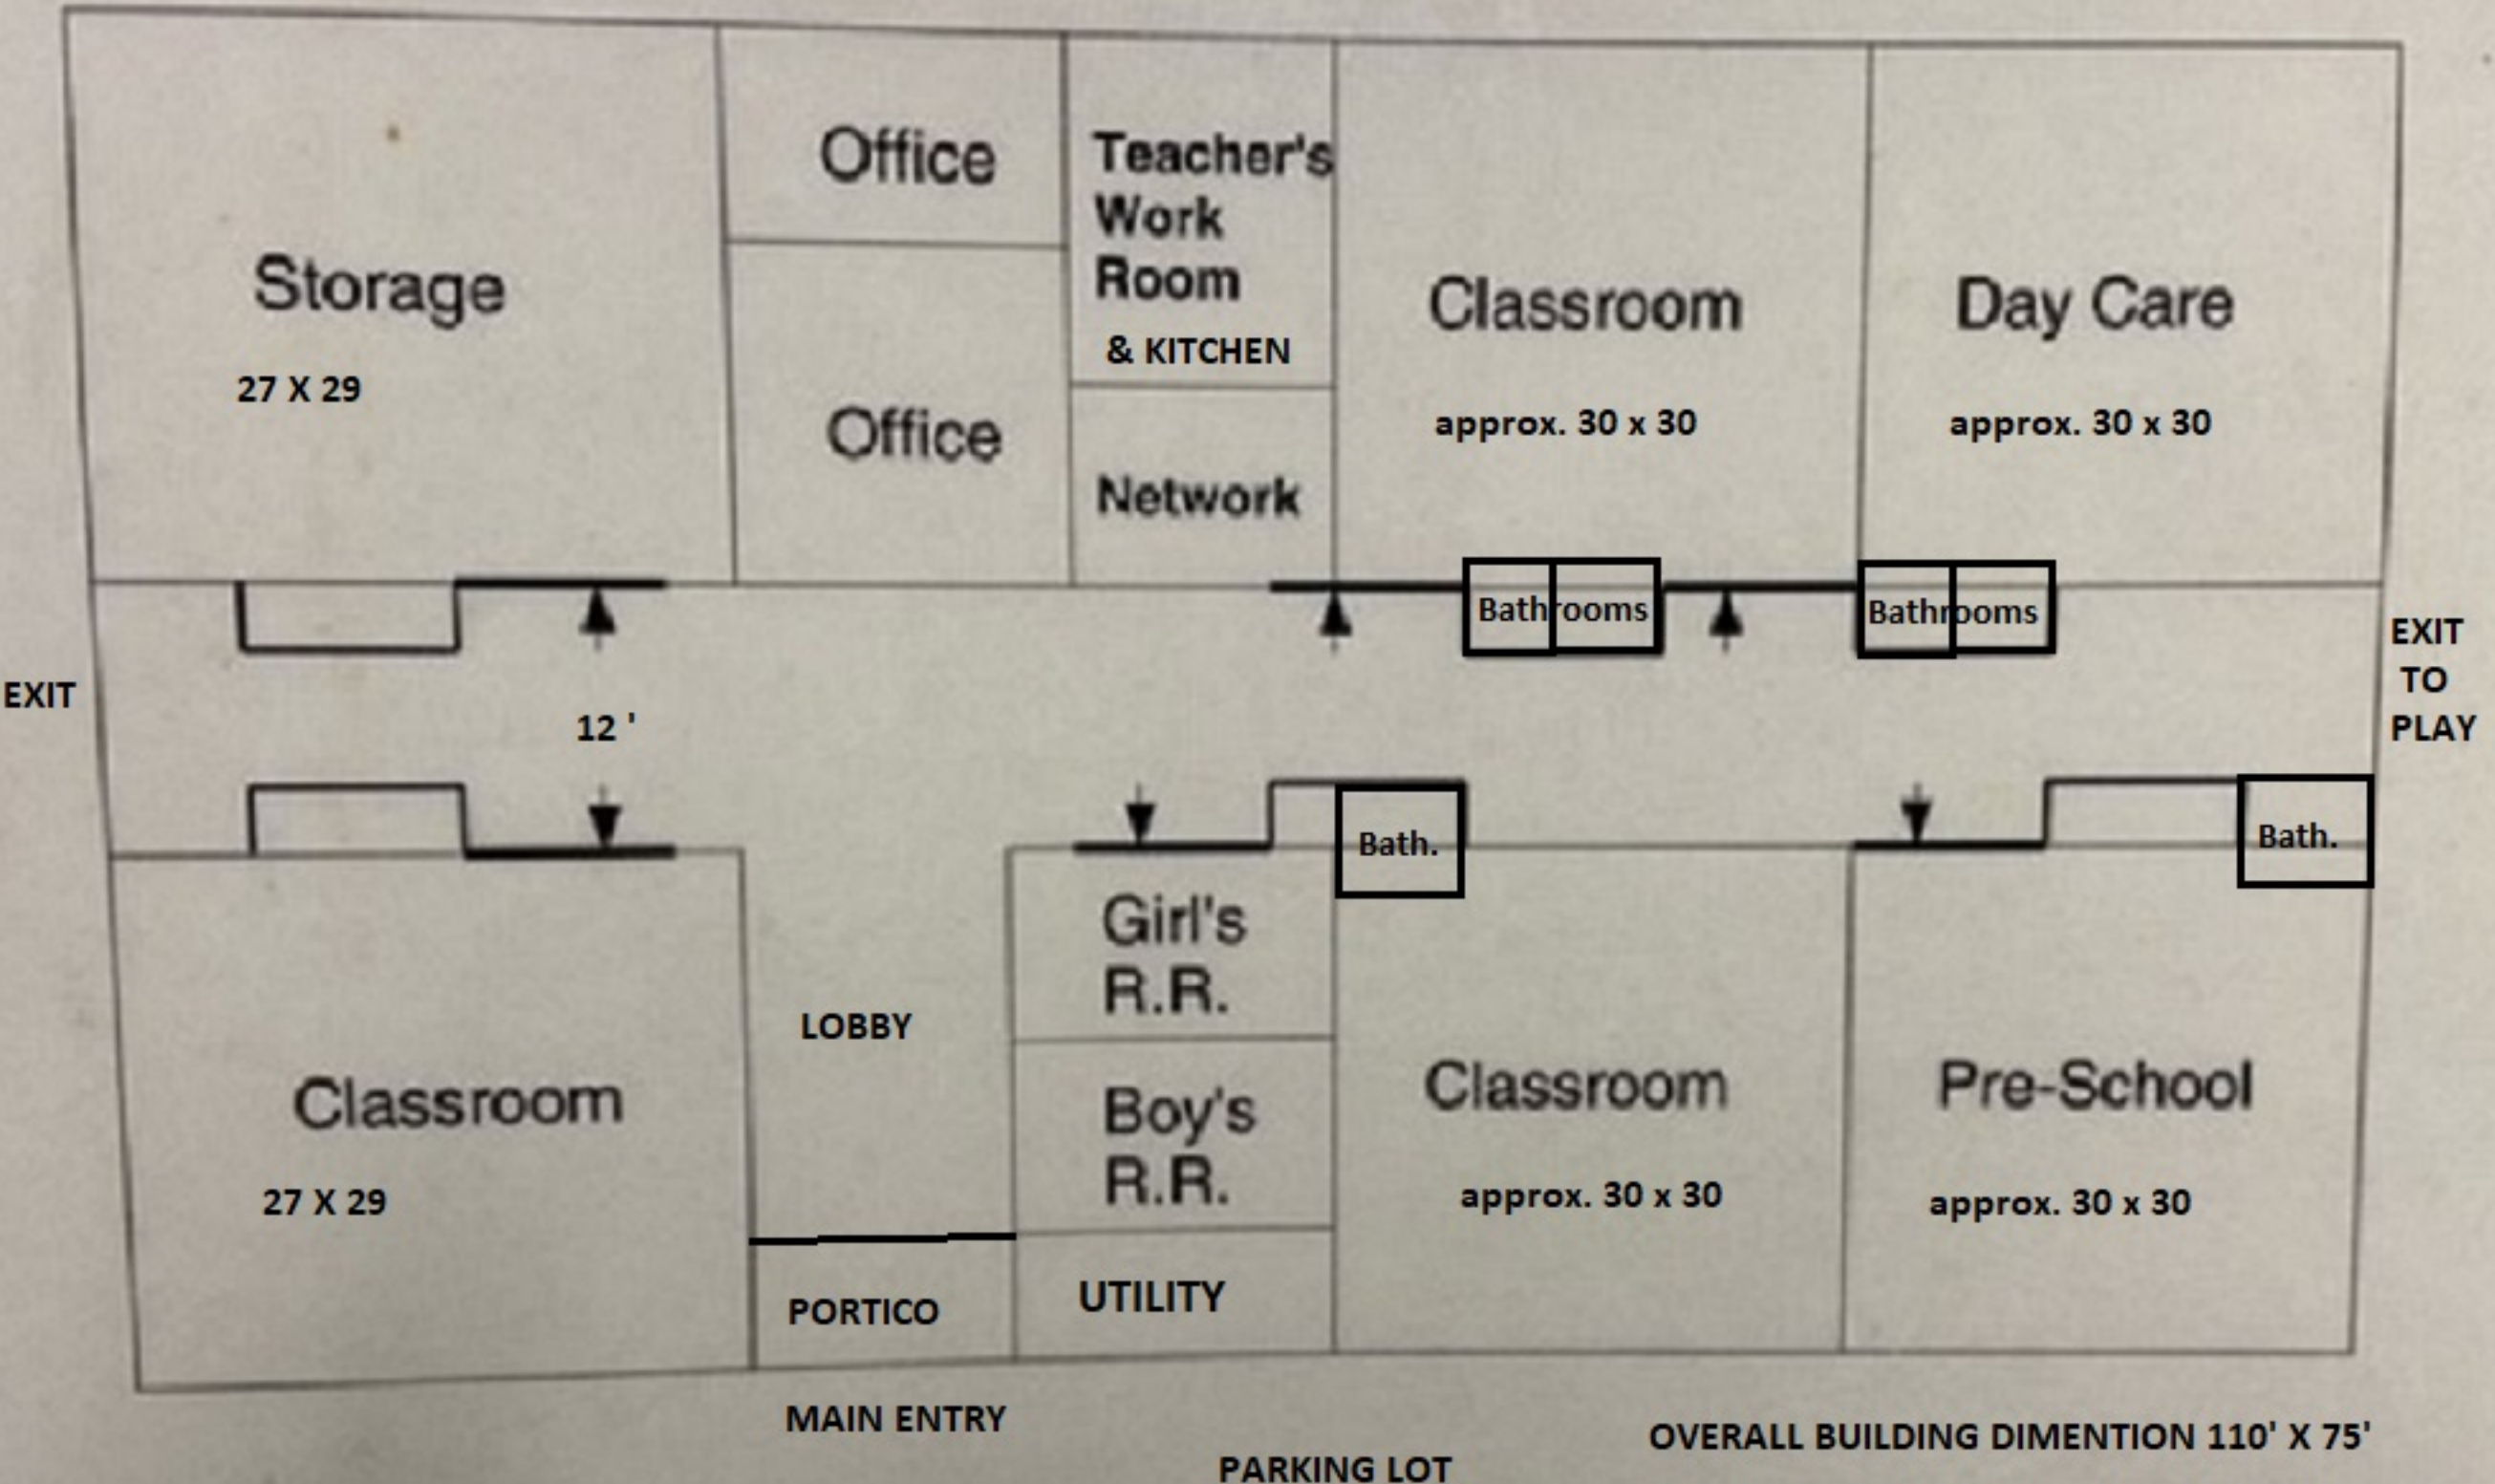 Office
Teacher's
Work
Room
& KITCHEN
Storage
27 X 29
Office
Network
Classroom
approx. 30 x 30
Day Care
approx. 30 x 30
Bathrooms
Bathrooms
EXIT
TO
PLAY
EXIT
12 '
Bath.
Bath.
Girl's
R.R.
LOBBY
Boy's
R.R.
Classroom
27 X 29
Classroom
approx. 30 x 30
Pre-School
approx. 30 x 30
PORTICO
UTILITY
MAIN ENTRY
OVERALL BUILDING DIMENTION 110' X 75'
PARKING LOT